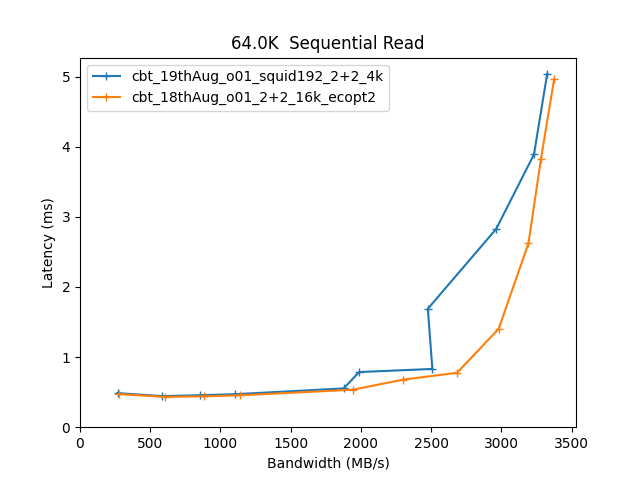 64.0K  Sequential Read
cbt_19thAug_o01_squid192_2+2_4k
cbt_18thAug_o01_2+2_16k_ecopt2
Latency (ms)
5
4
3
2
1
0
0 500 1000 1500 2000 2500 3000 3500
Bandwidth (MB/s)